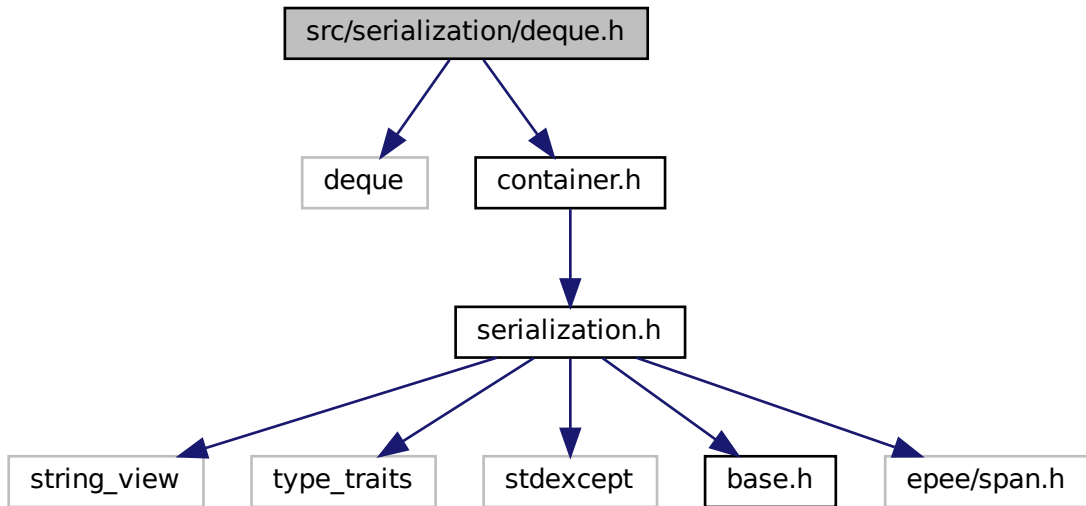 src/serialization/deque.h
deque
container.h
serialization.h
string_view
type_traits
stdexcept
base.h
epee/span.h